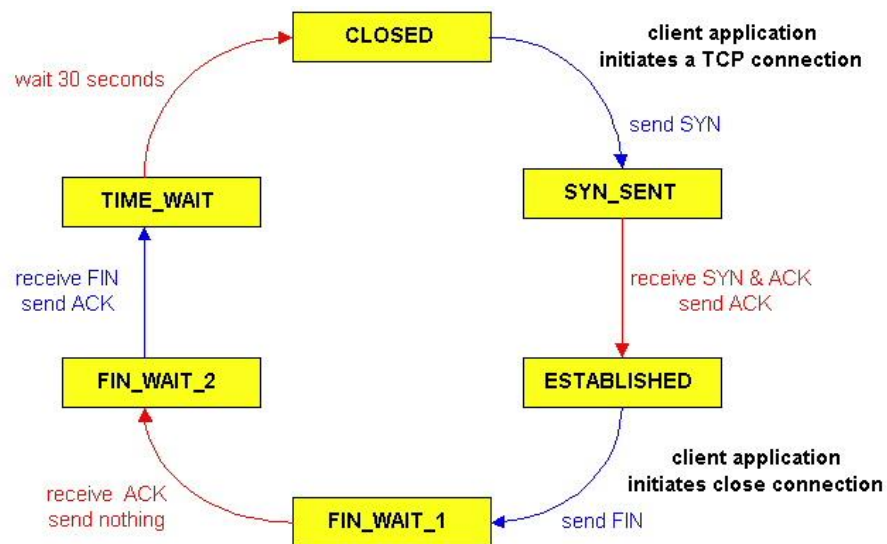 CLOSED
client application
initiates a TCP connection
wait 30 seconds
send SYN
TIME_WAIT
SYN_SENT
receive FIN
send ACK
receive SYN & ACK
send ACK
FIN_WAIT_2
ESTABLISHED
client application
initiates close connection
receive ACK
send nothing
FIN_WAIT_1
send FIN